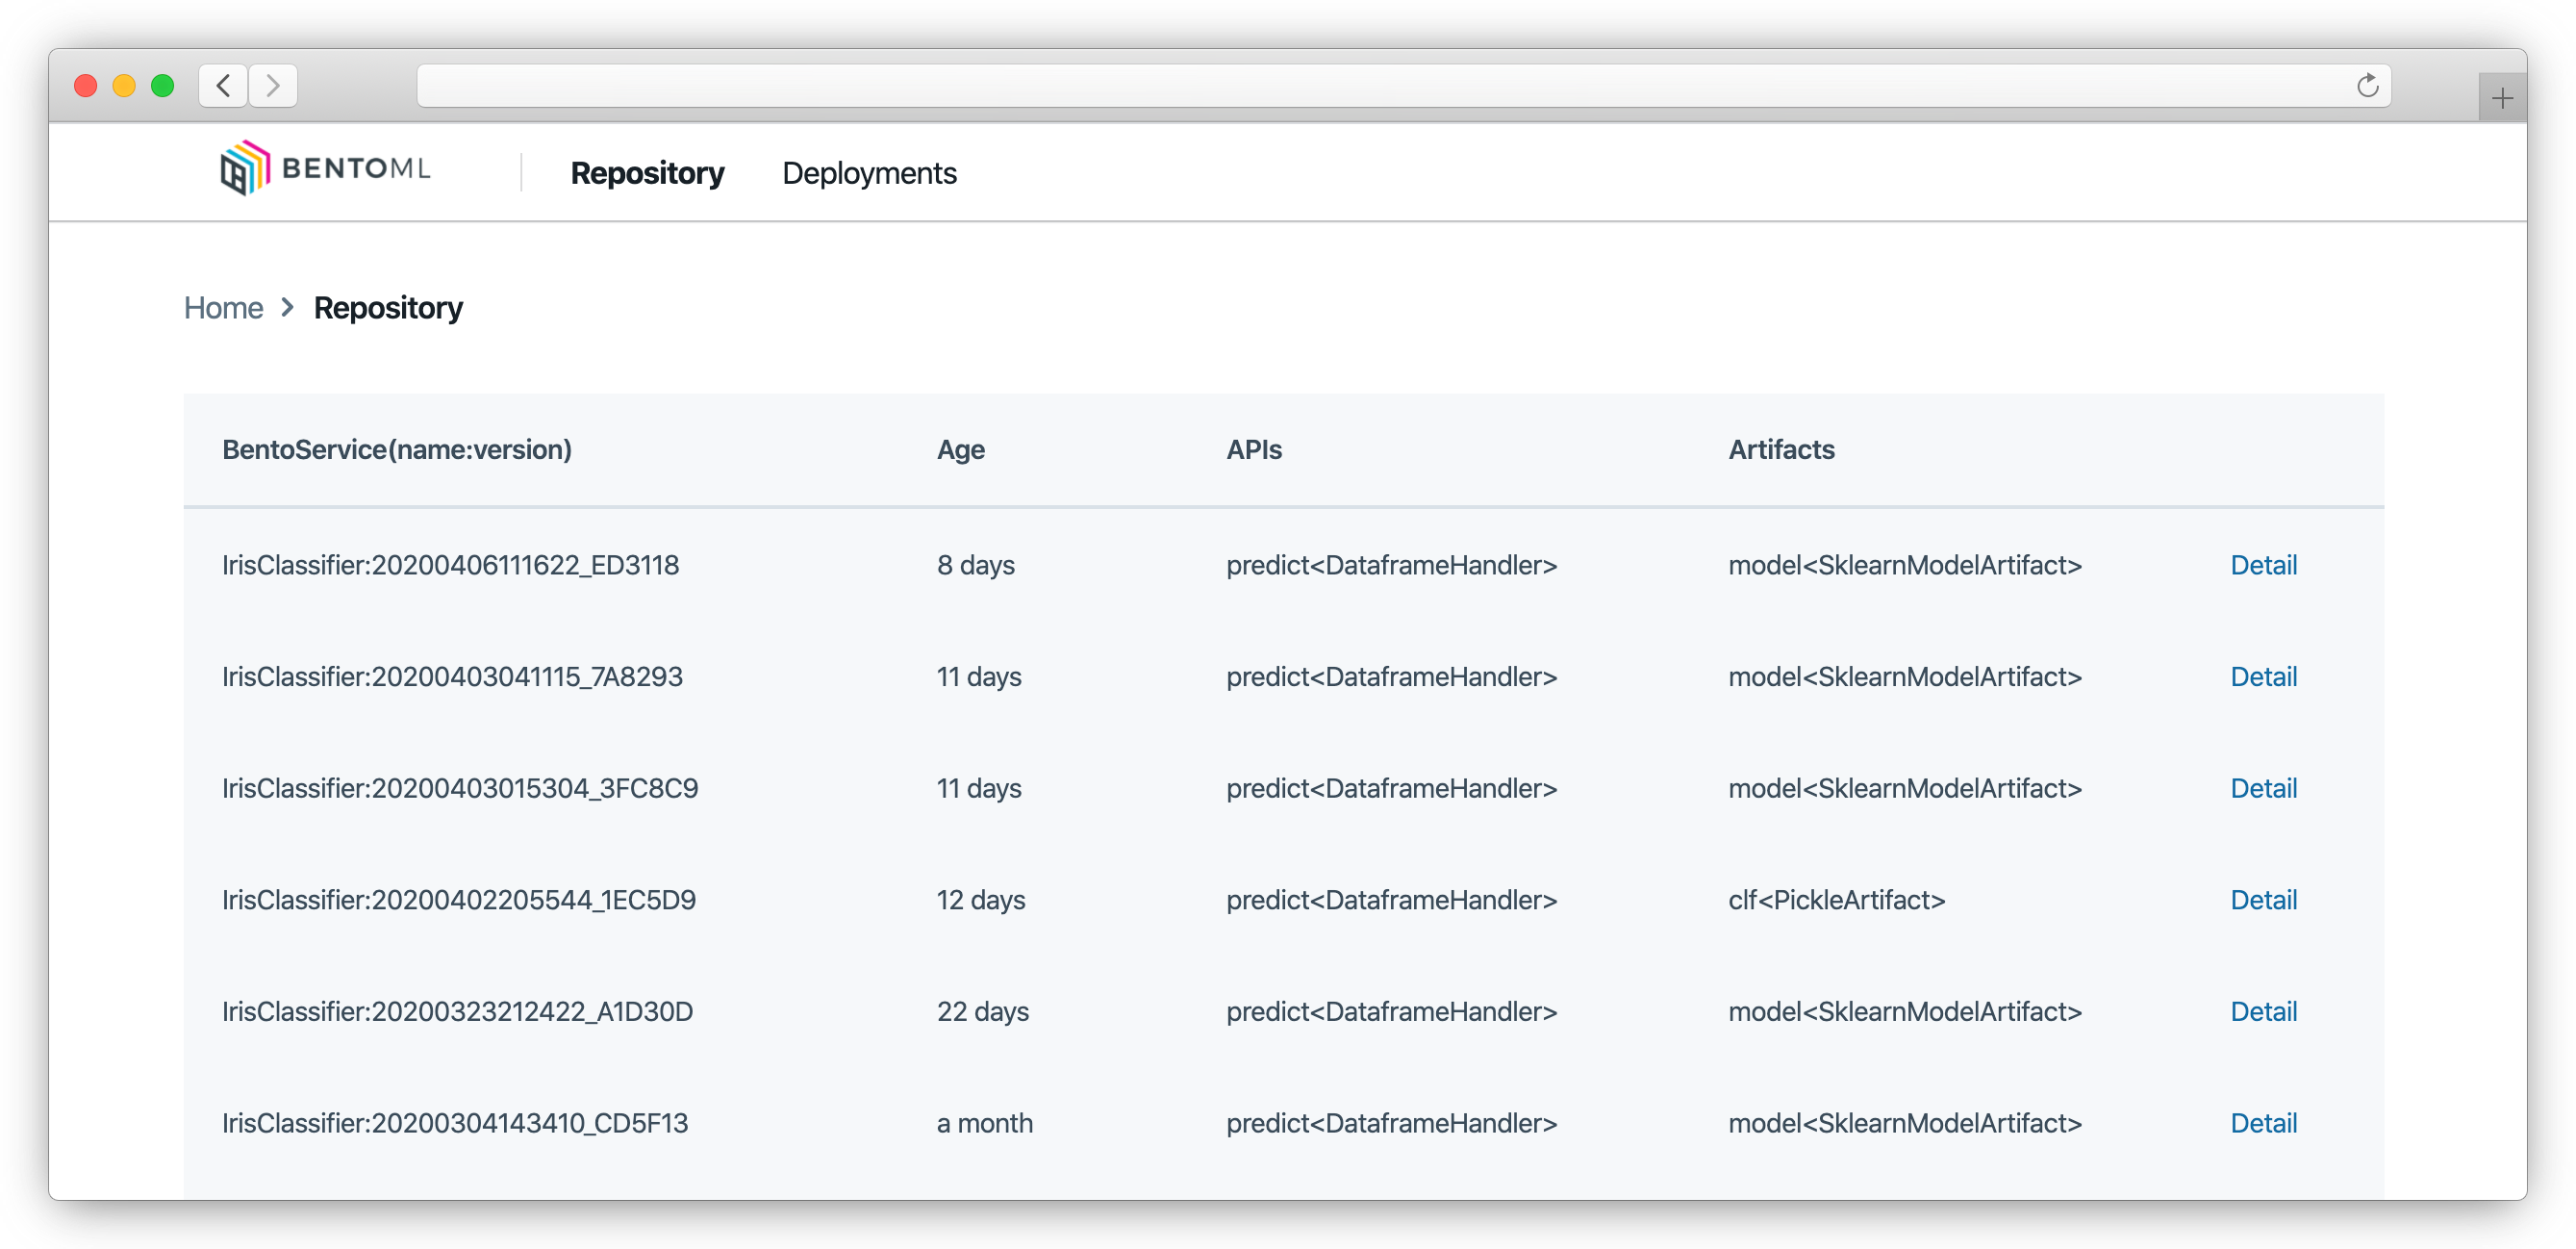 BENTOML Repository Deployments
Home > Repository
BentoService(name:version) Age APIs Artifacts
IrisClassifier:20200406111622_ED3118 8 days predict<DataframeHandler> model<SklearnModelArtifact> Detail
IrisClassifier:20200403041115_7A8293 11 days predict<DataframeHandler> model<SklearnModelArtifact> Detail
IrisClassifier:20200403015304_3FC8C9 11 days predict<DataframeHandler> model<SklearnModelArtifact> Detail
IrisClassifier:20200402205544_1EC5D9 12 days predict<DataframeHandler> clf<PickleArtifact> Detail
IrisClassifier:20200323212422_A1D30D 22 days predict<DataframeHandler> model<SklearnModelArtifact> Detail
IrisClassifier:20200304143410_CD5F13 a month predict<DataframeHandler> model<SklearnModelArtifact> Detail